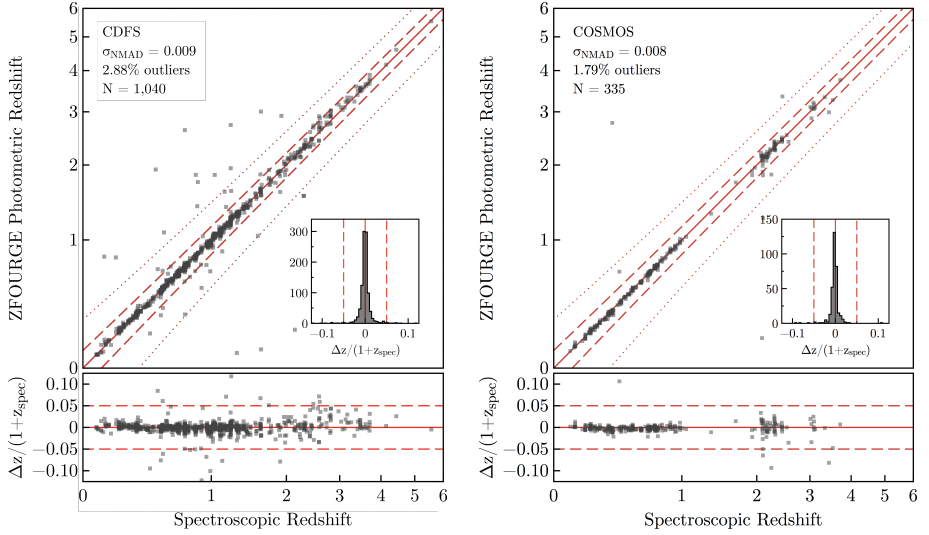 CDFS
σNMAD = 0.009
2.88% outliers
N = 1,040
ZFOURGE Photometric Redshift
6
5
4
3
2
1
0
300
200
100
0
−0.1 0 0.1
Δz/(1+zspec)
Δz/(1+zspec)
0.10
0.05
0
−0.05
−0.10
0 1 2 3 4 5 6
Spectroscopic Redshift
COSMOS
σNMAD = 0.008
1.79% outliers
N = 335
ZFOURGE Photometric Redshift
6
5
4
3
2
1
0
150
100
50
0
−0.1 0 0.1
Δz/(1+zspec)
Δz/(1+zspec)
0.10
0.05
0
−0.05
−0.10
0 1 2 3 4 5 6
Spectroscopic Redshift